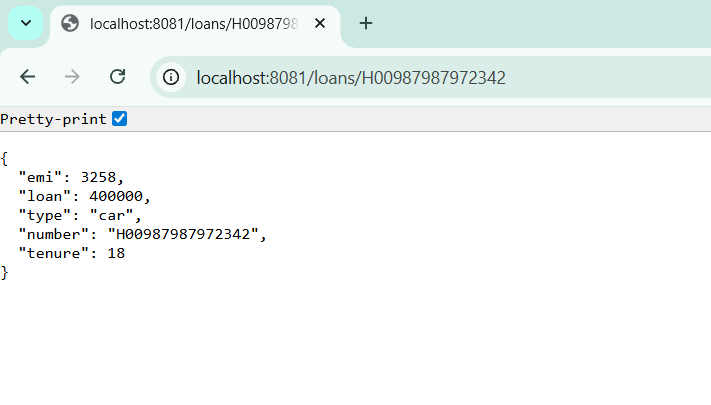 localhost:8081/loans/H0098798
localhost:8081/loans/H00987987972342
Pretty-print
{
  "emi": 3258,
  "loan": 400000,
  "type": "car",
  "number": "H00987987972342",
  "tenure": 18
}